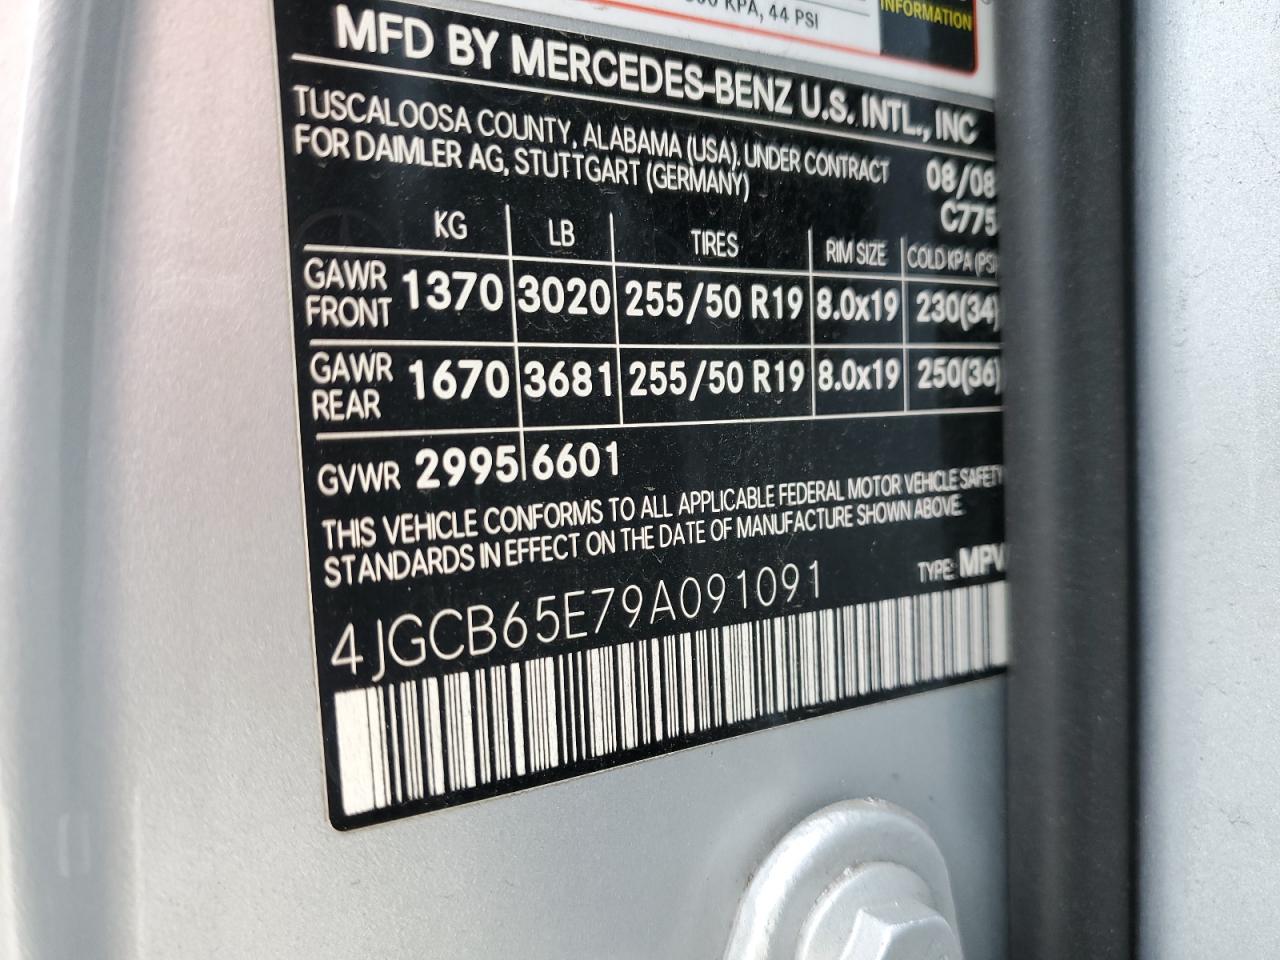 KPA, 44 PSI
INFORMATION
MFD BY MERCEDES-BENZ U.S. INTL., INC
TUSCALOOSA COUNTY, ALABAMA (USA), UNDER CONTRACT
FOR DAIMLER AG, STUTTGART (GERMANY)
08/08
C775
KG LB TIRES RIM SIZE COLD KPA (PSI
GAWR FRONT 1370 3020 255/50 R19 8.0x19 230(34)
GAWR REAR 1670 3681 255/50 R19 8.0x19 250(36)
GVWR 2995 6601
THIS VEHICLE CONFORMS TO ALL APPLICABLE FEDERAL MOTOR VEHICLE SAFETY
STANDARDS IN EFFECT ON THE DATE OF MANUFACTURE SHOWN ABOVE.
4JGCB65E79A091091
TYPE: MPV